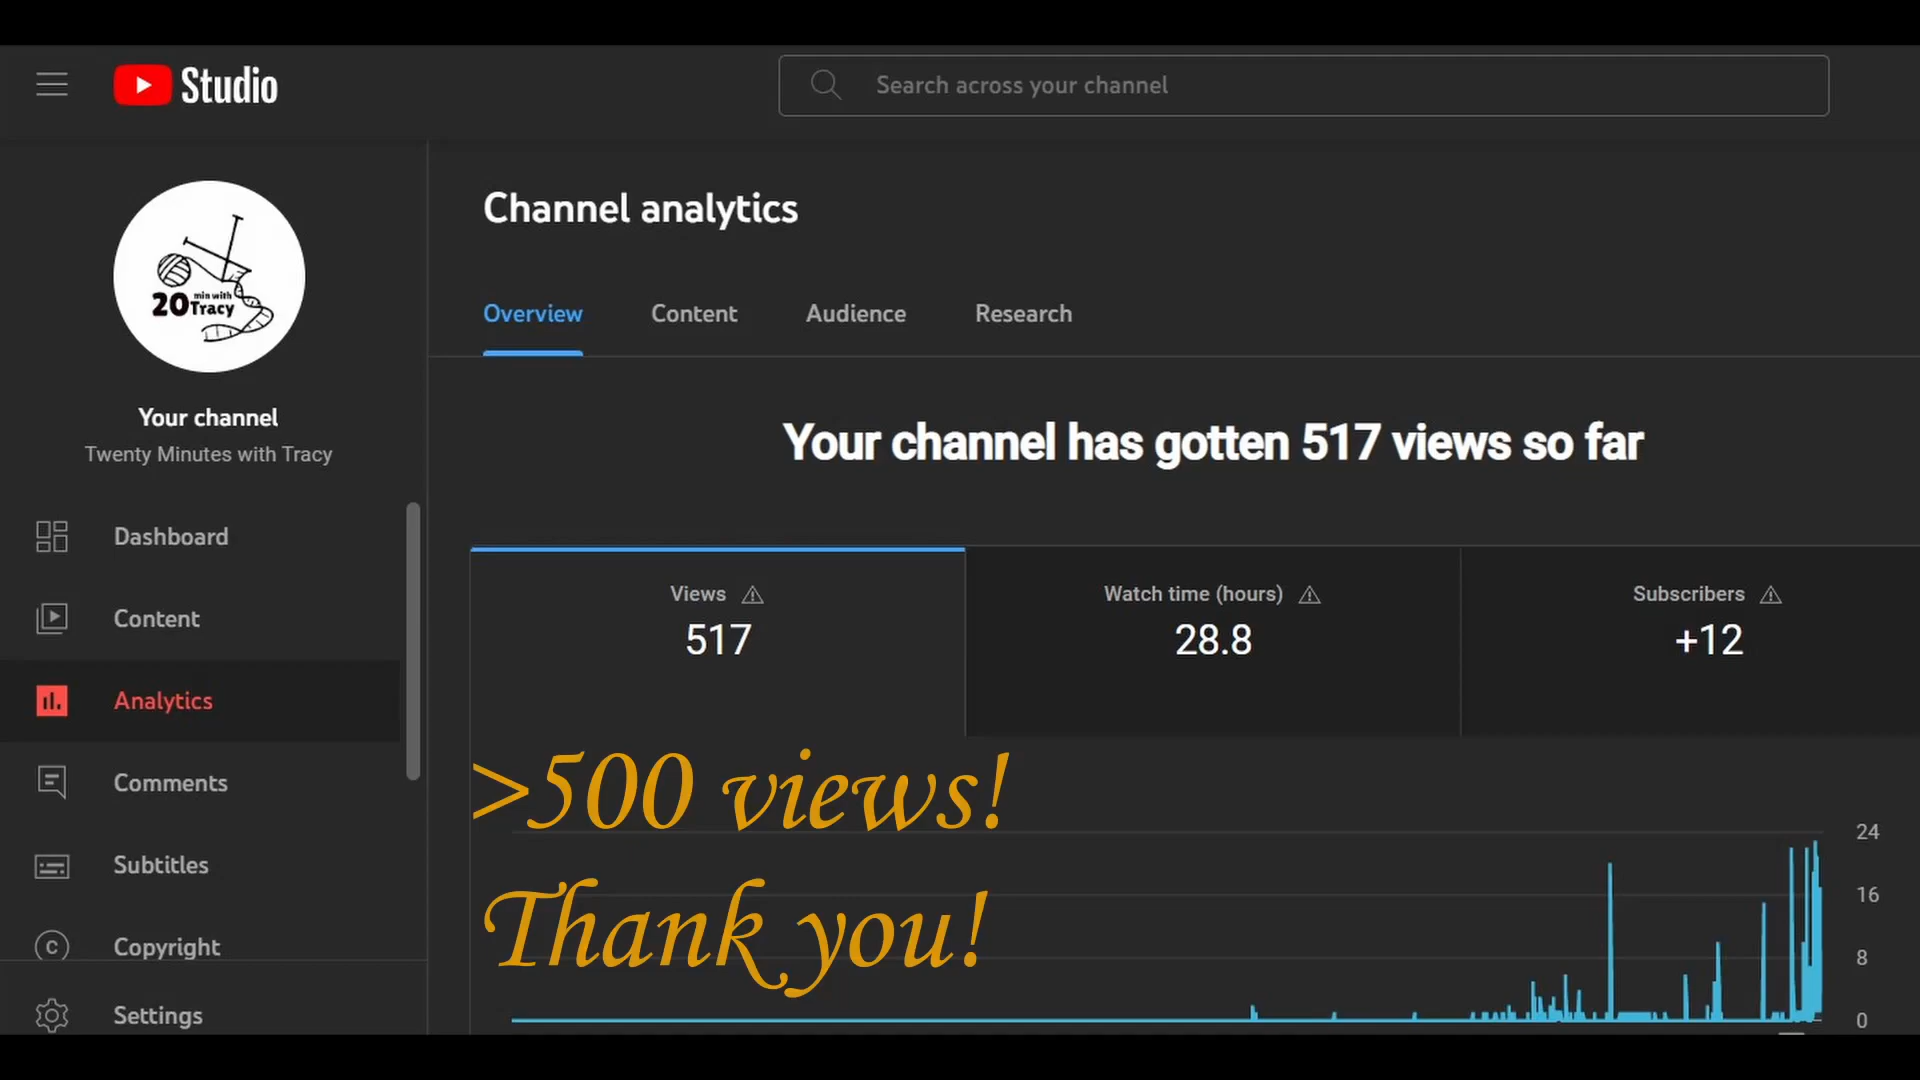 Studio
Search across your channel
20 min with Tracy
Your channel
Twenty Minutes with Tracy
Dashboard
Content
Analytics
Comments
Subtitles
Copyright
Settings
Channel analytics
Overview Content Audience Research
Your channel has gotten 517 views so far
Views Watch time (hours) Subscribers
517 28.8 +12
>500 views!
Thank you!
24
16
8
0